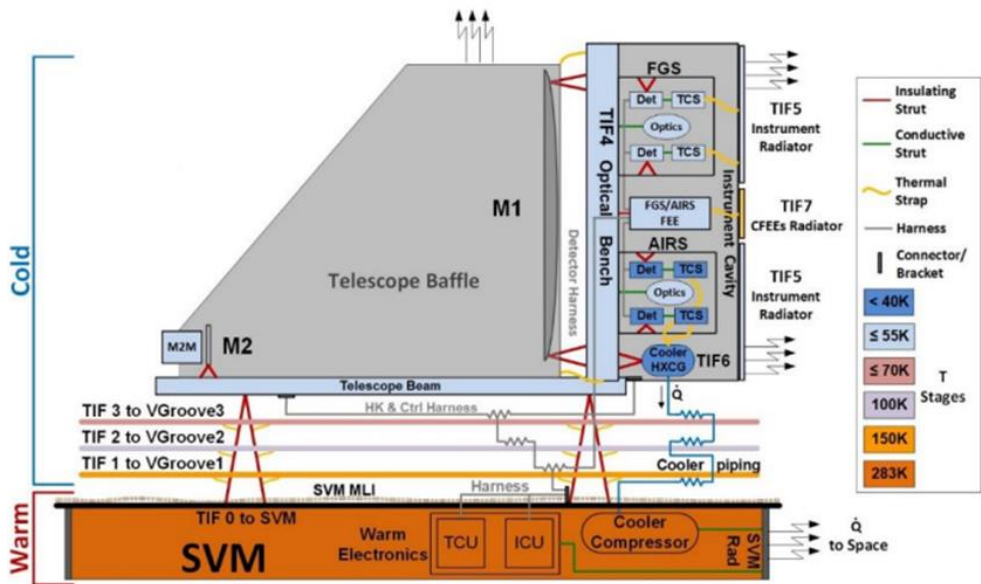 FGS
Det
TCS
Optics
Det
TCS
TIF4 Optical Bench
Instrument Cavity
TIF5
Instrument
Radiator
FGS/AIRS
FEE
TIF7
CFEEs Radiator
AIRS
Det
TCS
Optics
Det
TCS
TIF5
Instrument
Radiator
Cooler
HXCG
TIF6
Q̇
M1
Detector Harness
Telescope Baffle
M2M
M2
Telescope Beam
HK & Ctrl Harness
Cold
TIF 3 to VGroove3
TIF 2 to VGroove2
TIF 1 to VGroove1
Cooler piping
SVM MLI
Harness
Warm
TIF 0 to SVM
SVM
Warm
Electronics
TCU
ICU
Cooler
Compressor
SVM
Rad
Q̇
to Space
Insulating
Strut
Conductive
Strut
Thermal
Strap
Harness
Connector/
Bracket
< 40K
≤ 55K
≤ 70K
100K
150K
283K
T
Stages